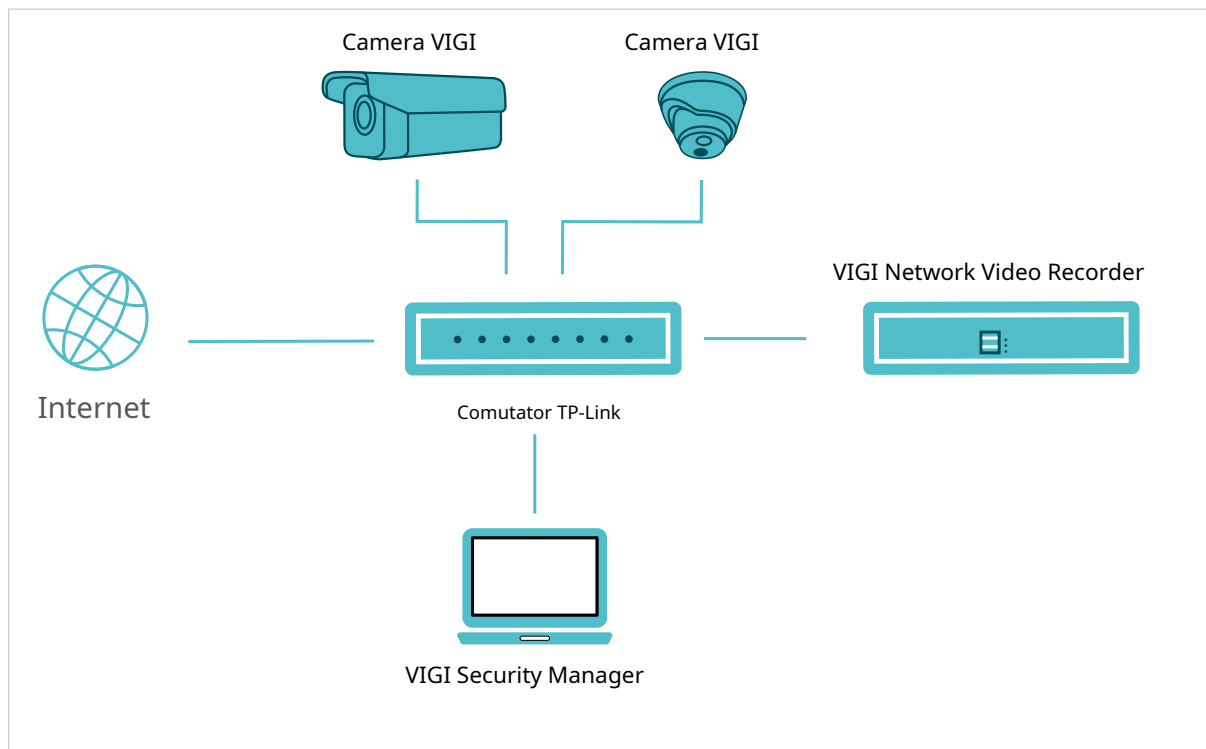 Camera VIGI
Camera VIGI
VIGI Network Video Recorder
Internet
Comutator TP-Link
VIGI Security Manager